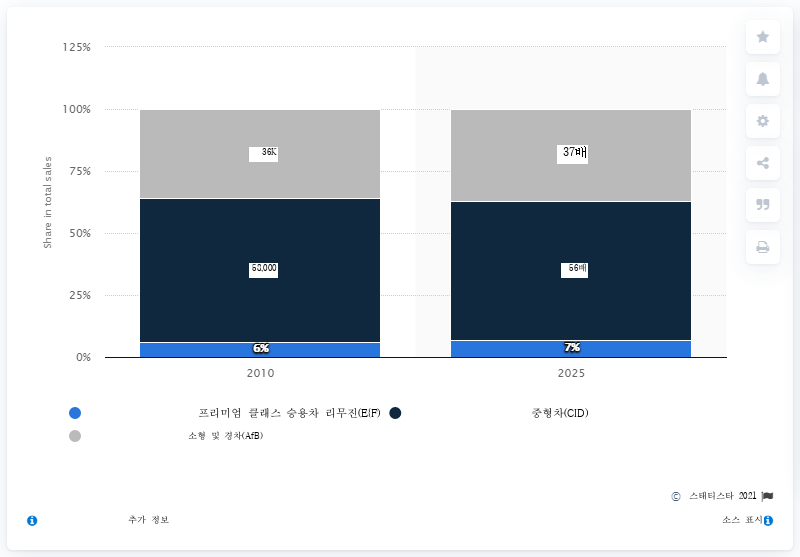 125%
100%
36K
37배
75%
Share in total sales
50%
53,000
56배
25%
6%
7%
0%
2010
2025
프리미엄 클래스 승용차 리무진(E|F)
중형차(C|D)
소형 및 경차(A|B)
© 스태티스타 2021
추가 정보
소스 표시